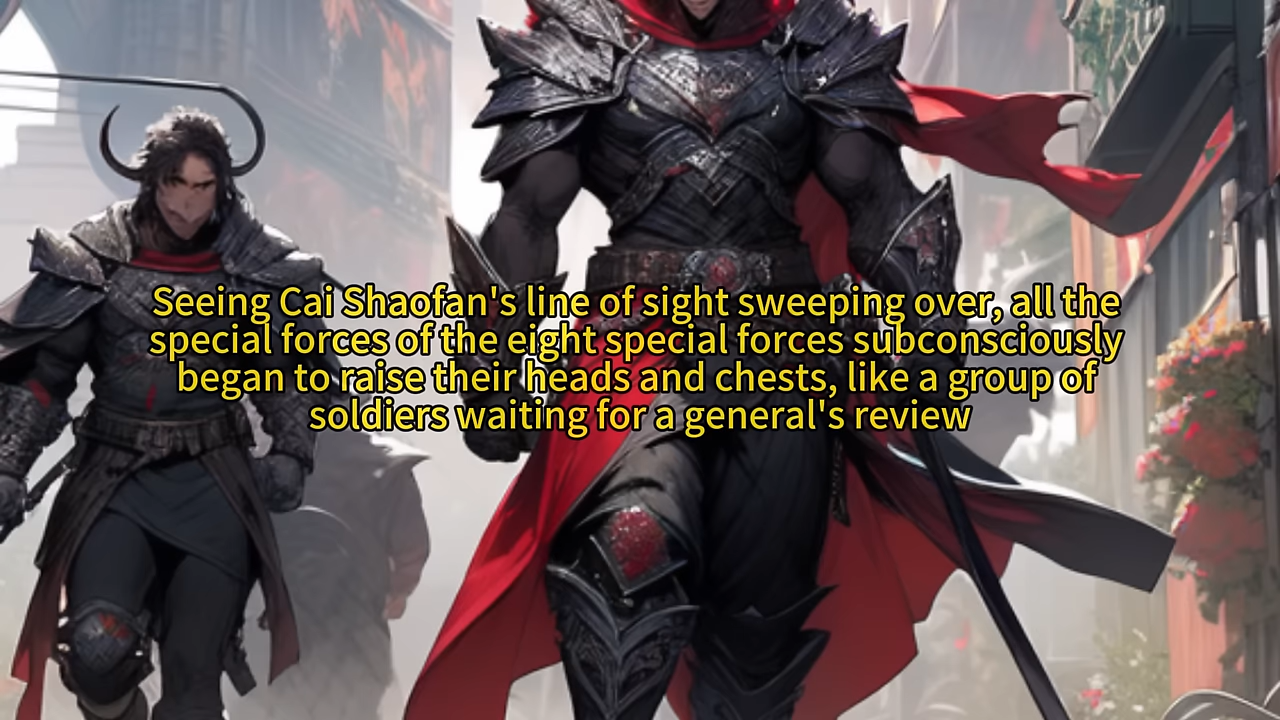 Seeing Cai Shaofan's line of sight sweeping over, all the
special forces of the eight special forces subconsciously
began to raise their heads and chests, like a group of
soldiers waiting for a general's review